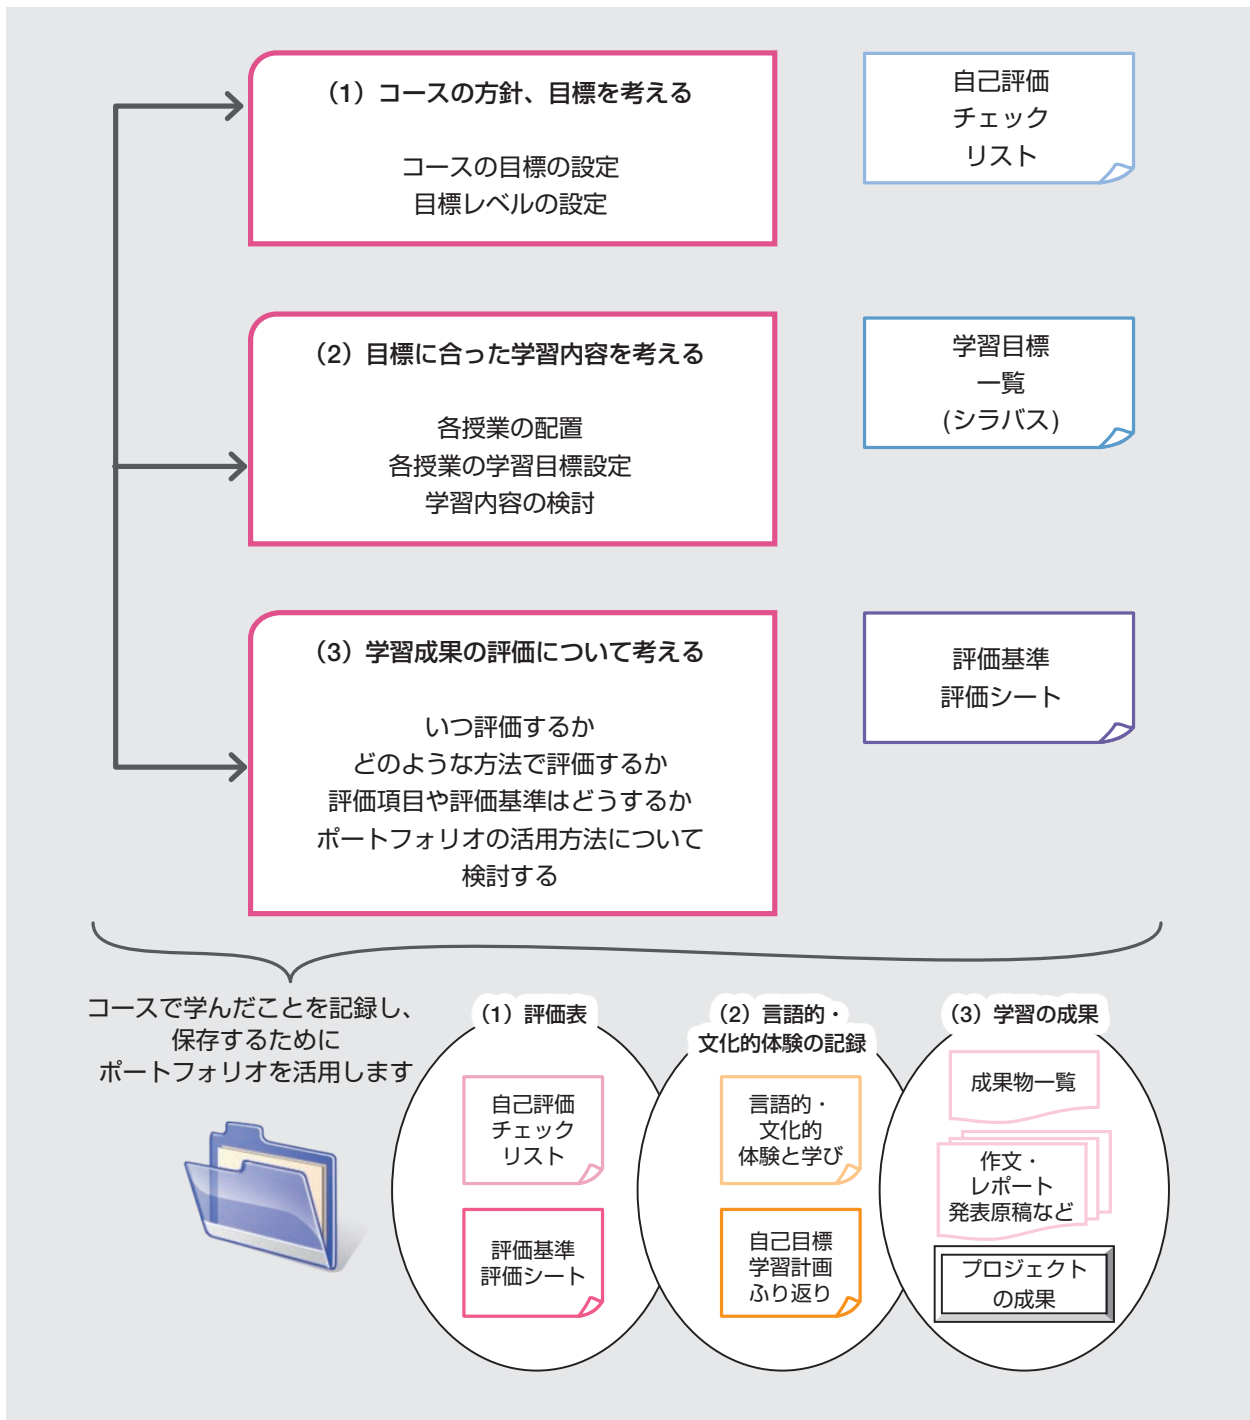 （1）コースの方針、目標を考える
コースの目標の設定
目標レベルの設定
自己評価
チェック
リスト
（2）目標に合った学習内容を考える
各授業の配置
各授業の学習目標設定
学習内容の検討
学習目標
一覧
(シラバス)
（3）学習成果の評価について考える
いつ評価するか
どのような方法で評価するか
評価項目や評価基準はどうするか
ポートフォリオの活用方法について
検討する
評価基準
評価シート
コースで学んだことを記録し、
保存するために
ポートフォリオを活用します
（1）評価表
自己評価
チェック
リスト
評価基準
評価シート
（2）言語的・
文化的体験の記録
言語的・
文化的
体験と学び
自己目標
学習計画
ふり返り
（3）学習の成果
成果物一覧
作文・
レポート
発表原稿など
プロジェクト
の成果